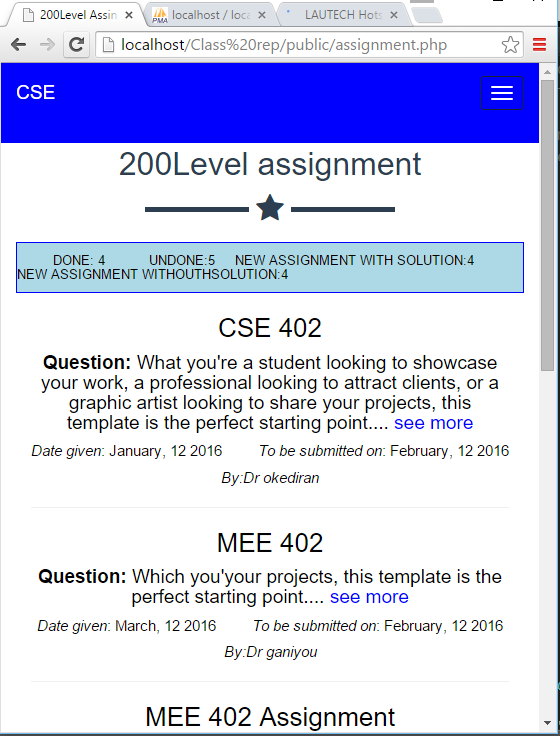 200Level Assin
localhost / loca
LAUTECH Hots
localhost/Class%20rep/public/assignment.php
CSE
200Level assignment
DONE: 4 UNDONE:5 NEW ASSIGNMENT WITH SOLUTION:4
NEW ASSIGNMENT WITHOUTHSOLUTION:4
CSE 402
Question: What you're a student looking to showcase
your work, a professional looking to attract clients, or a
graphic artist looking to share your projects, this
template is the perfect starting point.... see more
Date given: January, 12 2016 To be submitted on: February, 12 2016
By:Dr okediran
MEE 402
Question: Which you'your projects, this template is the
perfect starting point.... see more
Date given: March, 12 2016 To be submitted on: February, 12 2016
By:Dr ganiyou
MEE 402 Assignment